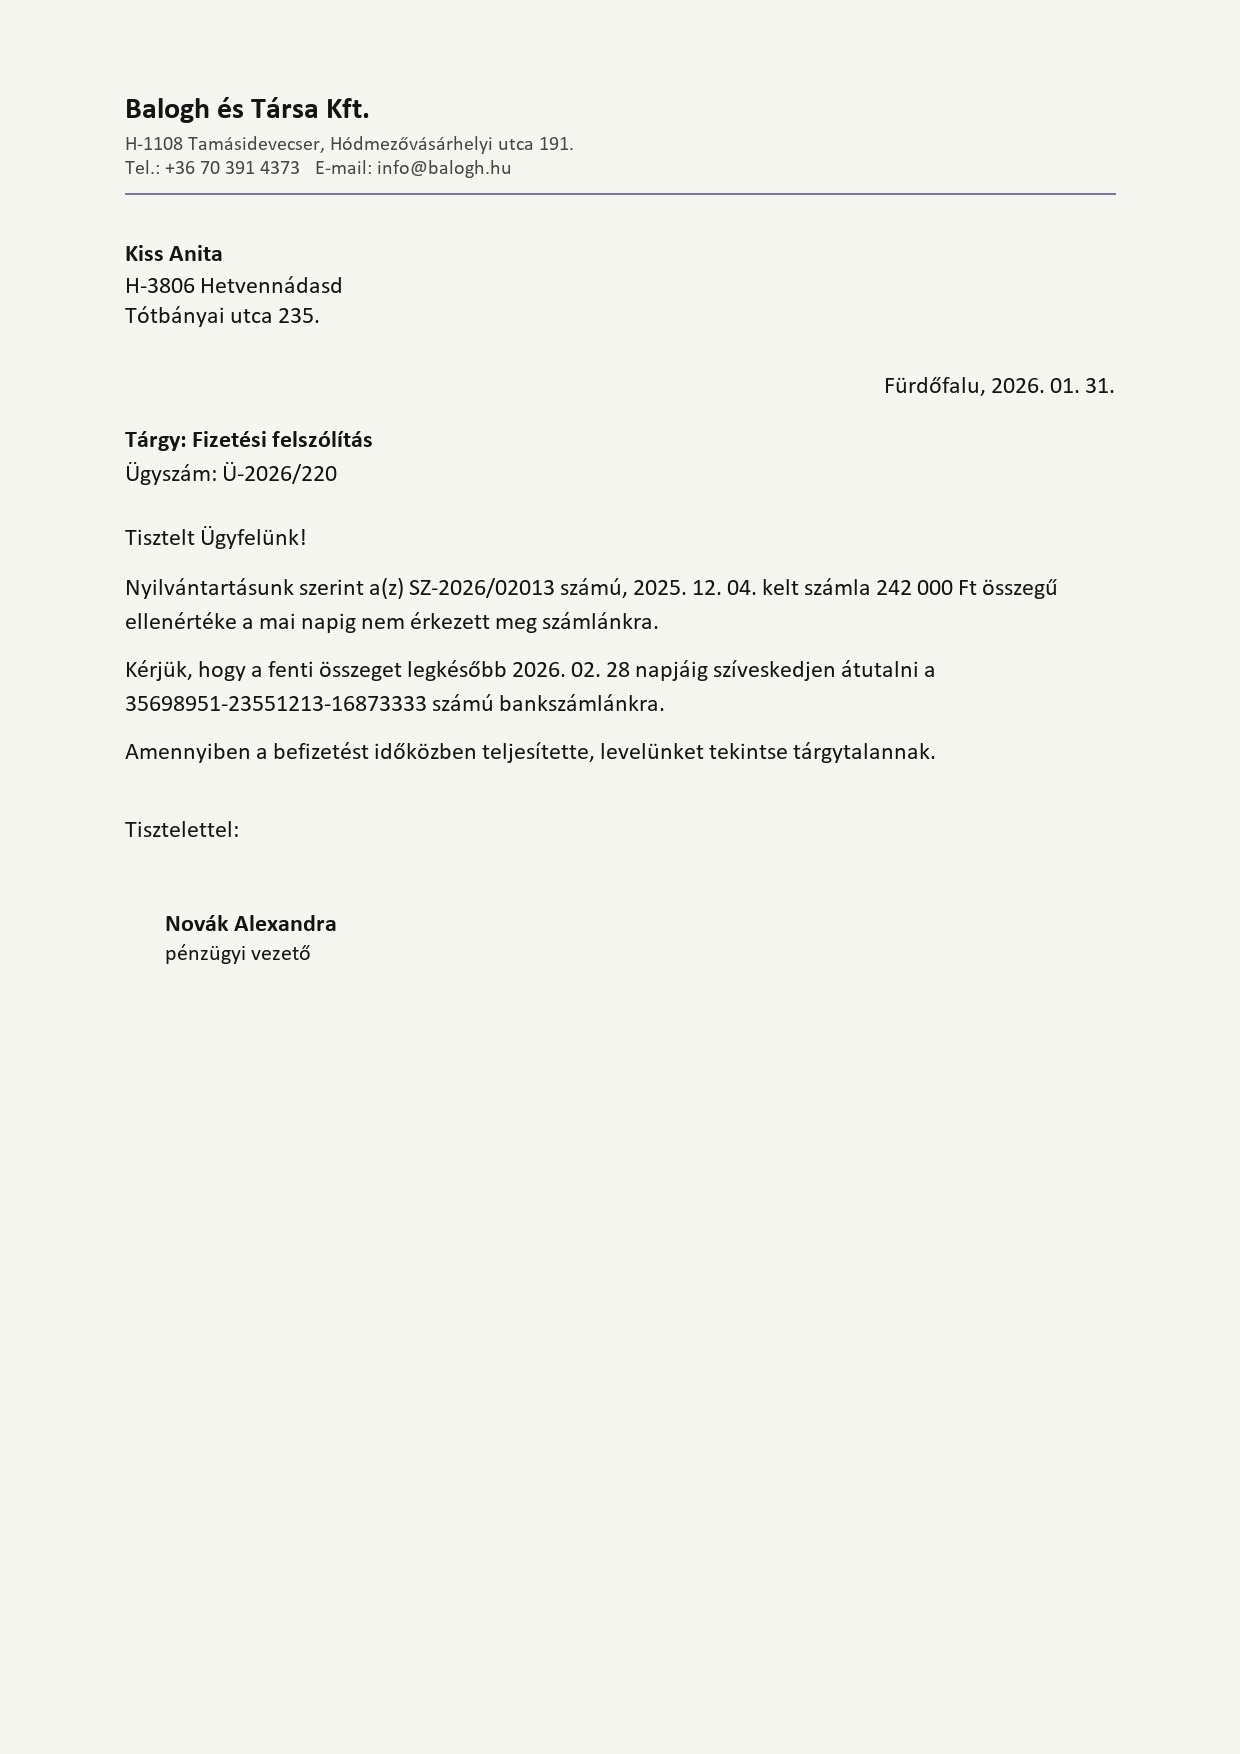 Balogh és Társa Kft.
H-1108 Tamásidevecser, Hódmezővásárhelyi utca 191.
Tel.: +36 70 391 4373 E-mail: info@balogh.hu
Kiss Anita
H-3806 Hetvennádasd
Tótbányai utca 235.
Fürdőfalu, 2026. 01. 31.
Tárgy: Fizetési felszólítás
Ügyszám: Ü-2026/220
Tisztelt Ügyfelünk!
Nyilvántartásunk szerint a(z) SZ-2026/02013 számú, 2025. 12. 04. kelt számla 242 000 Ft összegű
ellenértéke a mai napig nem érkezett meg számlánkra.
Kérjük, hogy a fenti összeget legkésőbb 2026. 02. 28 napjáig szíveskedjen átutalni a
35698951-23551213-16873333 számú bankszámlánkra.
Amennyiben a befizetést időközben teljesítette, levelünket tekintse tárgytalannak.
Tisztelettel:
Novák Alexandra
pénzügyi vezető